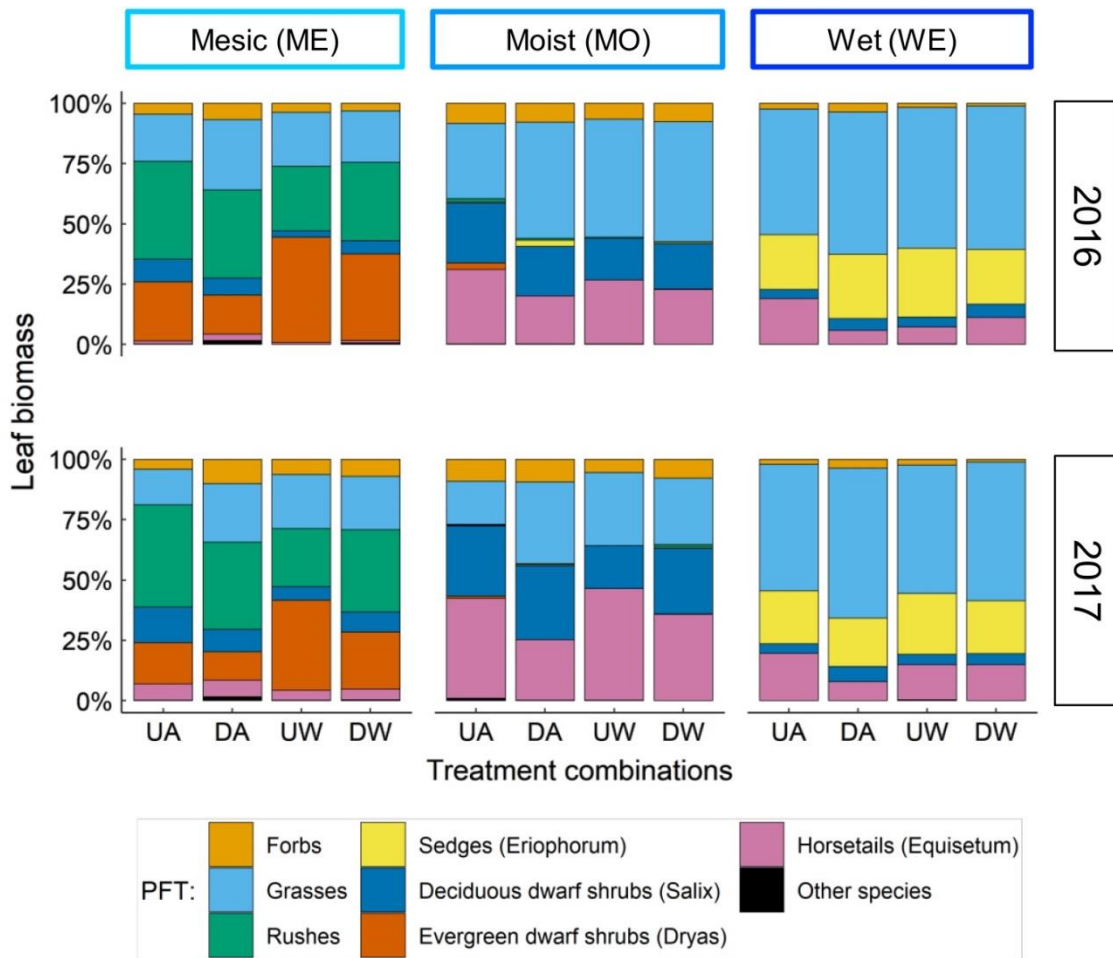 Mesic (ME) Moist (MO) Wet (WE)
100%
75%
50%
25%
0%
2016
Leaf biomass
100%
75%
50%
25%
0%
2017
UA DA UW DW UA DA UW DW UA DA UW DW
Treatment combinations
PFT:
Forbs Sedges (Eriophorum) Horsetails (Equisetum)
Grasses Deciduous dwarf shrubs (Salix) Other species
Rushes Evergreen dwarf shrubs (Dryas)